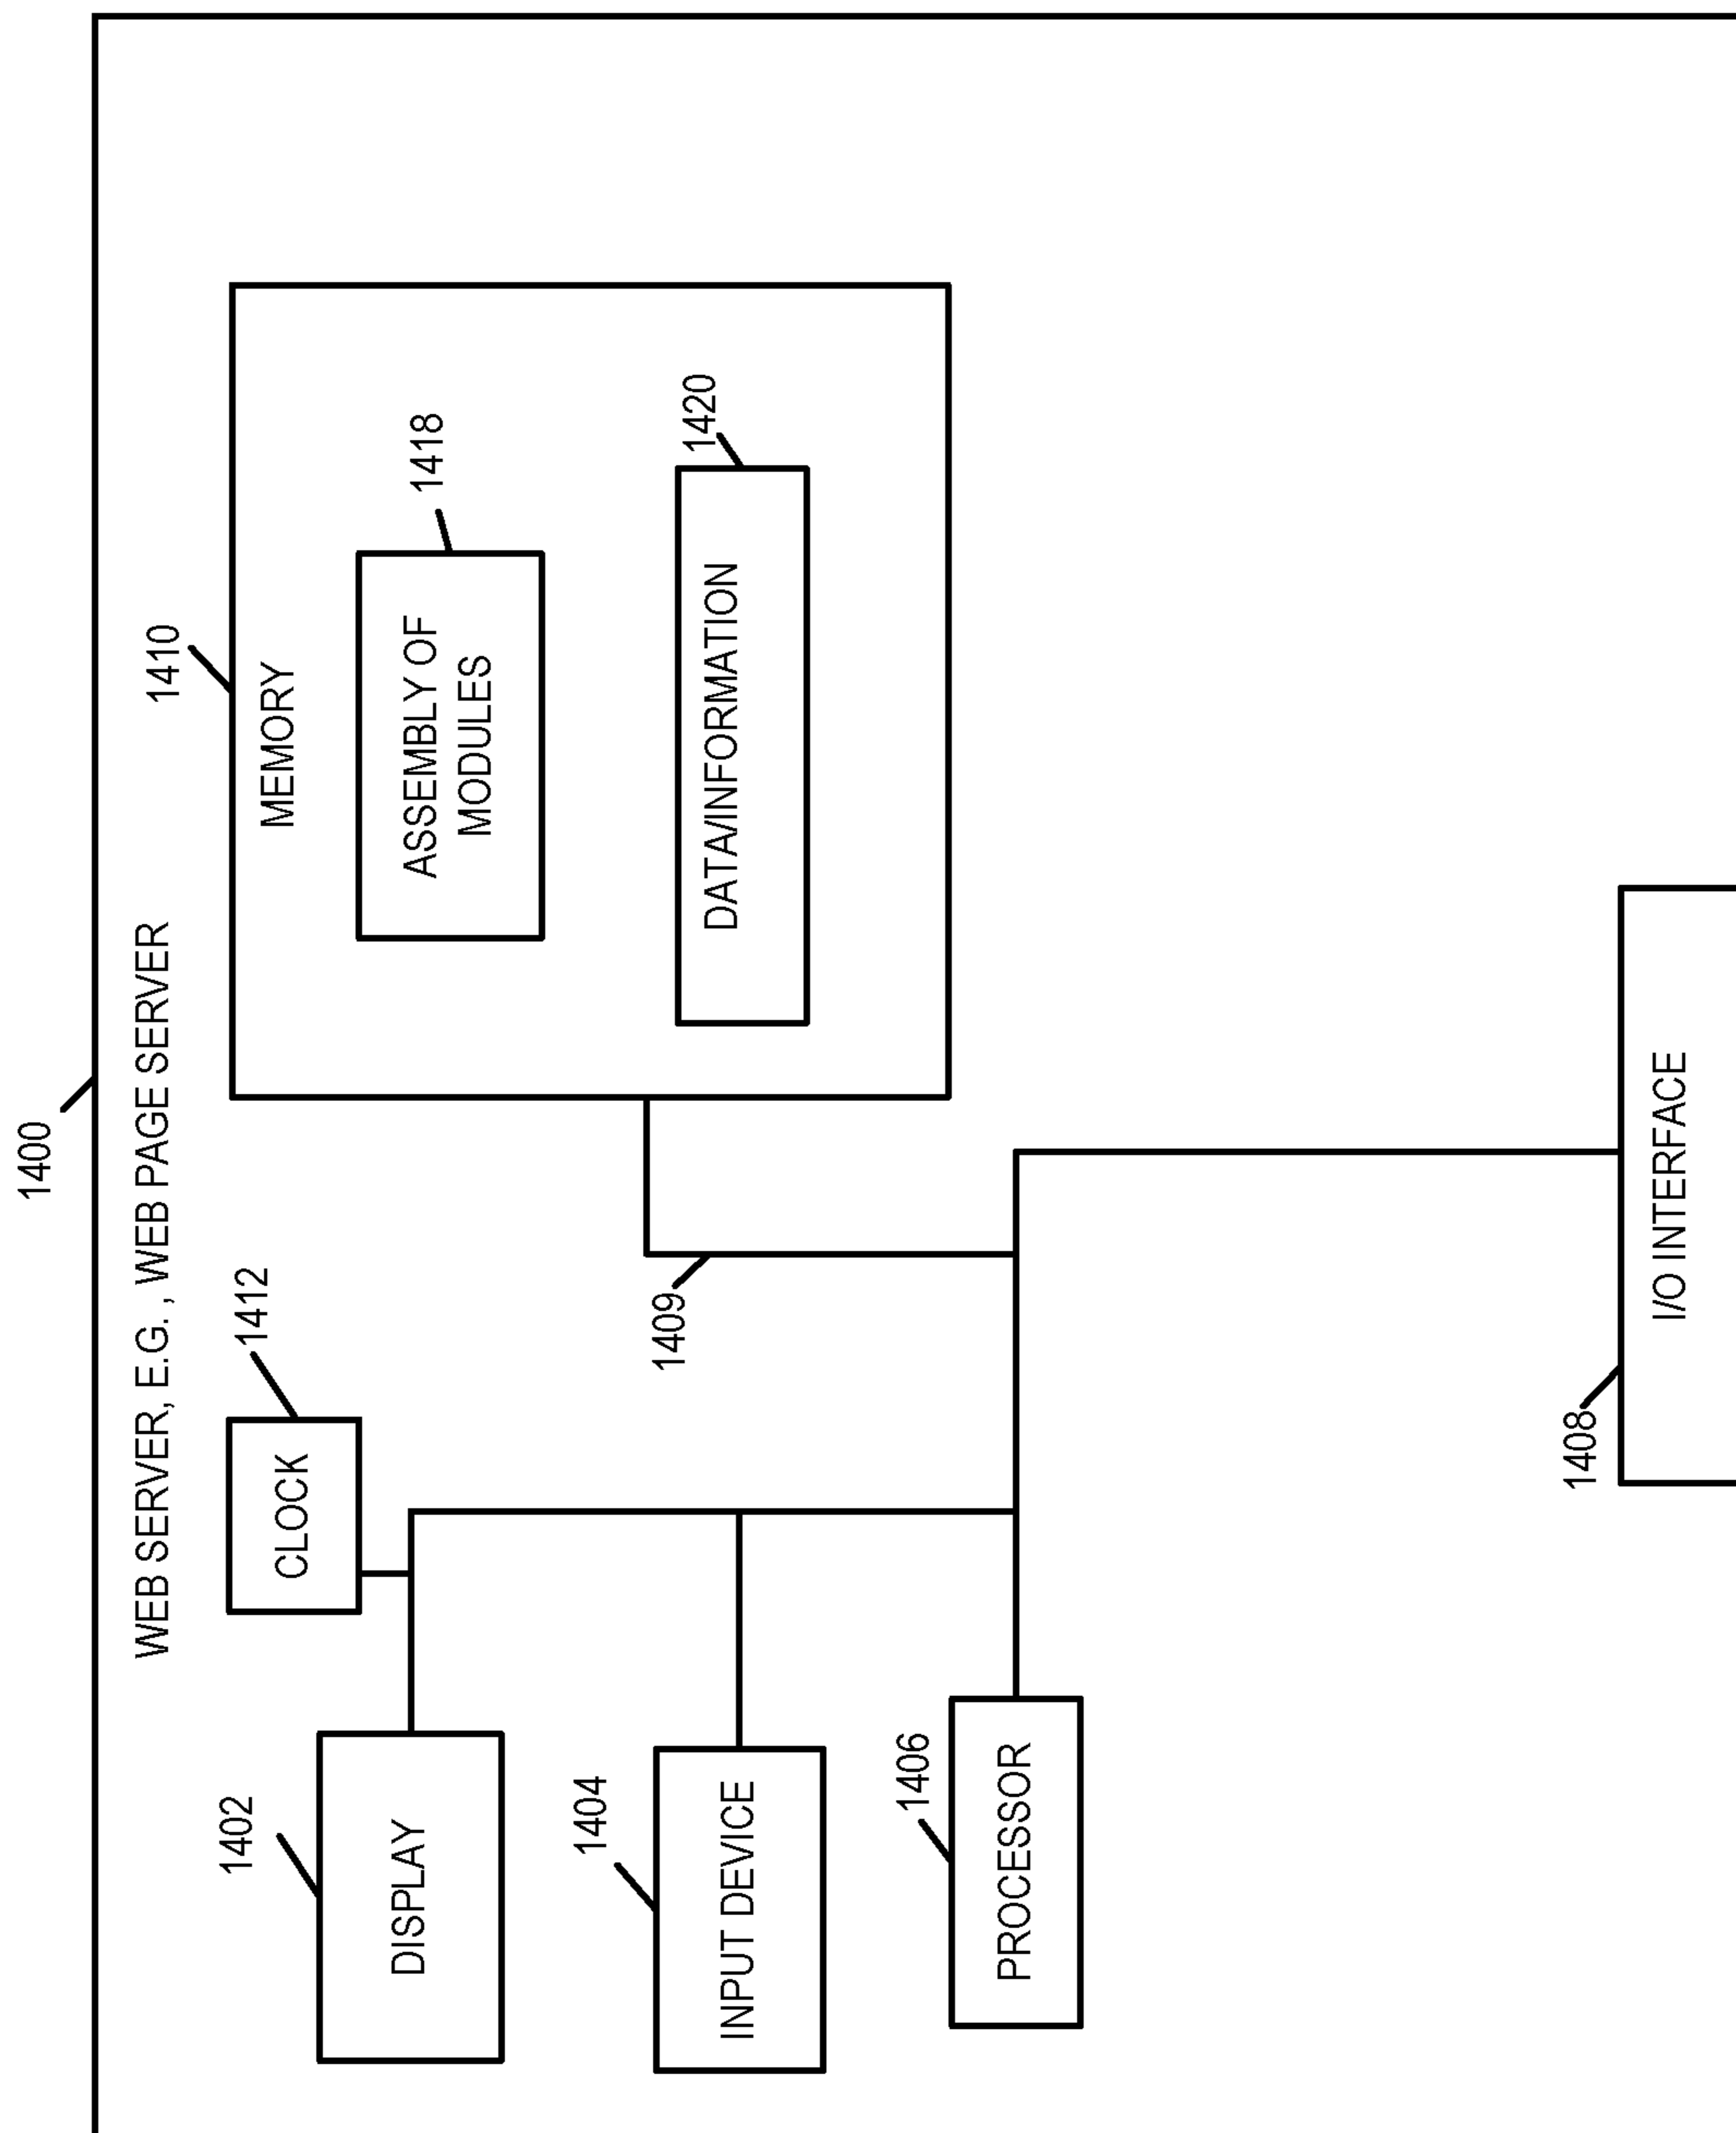 1400
WEB SERVER, E.G. , WEB PAGE SERVER
1402
DISPLAY
1412
CLOCK
1410
MEMORY
1418
ASSEMBLY OF
MODULES
1420
DATA/INFORMATION
1404
INPUT DEVICE
1409
1406
PROCESSOR
1408
I/O INTERFACE